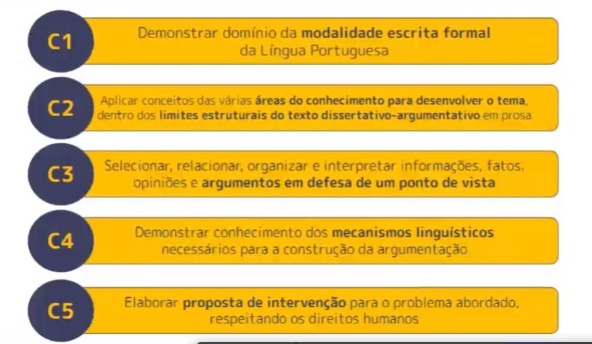 C1
Demonstrar domínio da modalidade escrita formal
da Língua Portuguesa
C2
Aplicar conceitos das várias áreas do conhecimento para desenvolver o tema,
dentro dos limites estruturais do texto dissertativo-argumentativo em prosa
C3
Selecionar, relacionar, organizar e interpretar informações, fatos,
opiniões e argumentos em defesa de um ponto de vista
C4
Demonstrar conhecimento dos mecanismos linguísticos
necessários para a construção da argumentação
C5
Elaborar proposta de intervenção para o problema abordado,
respeitando os direitos humanos